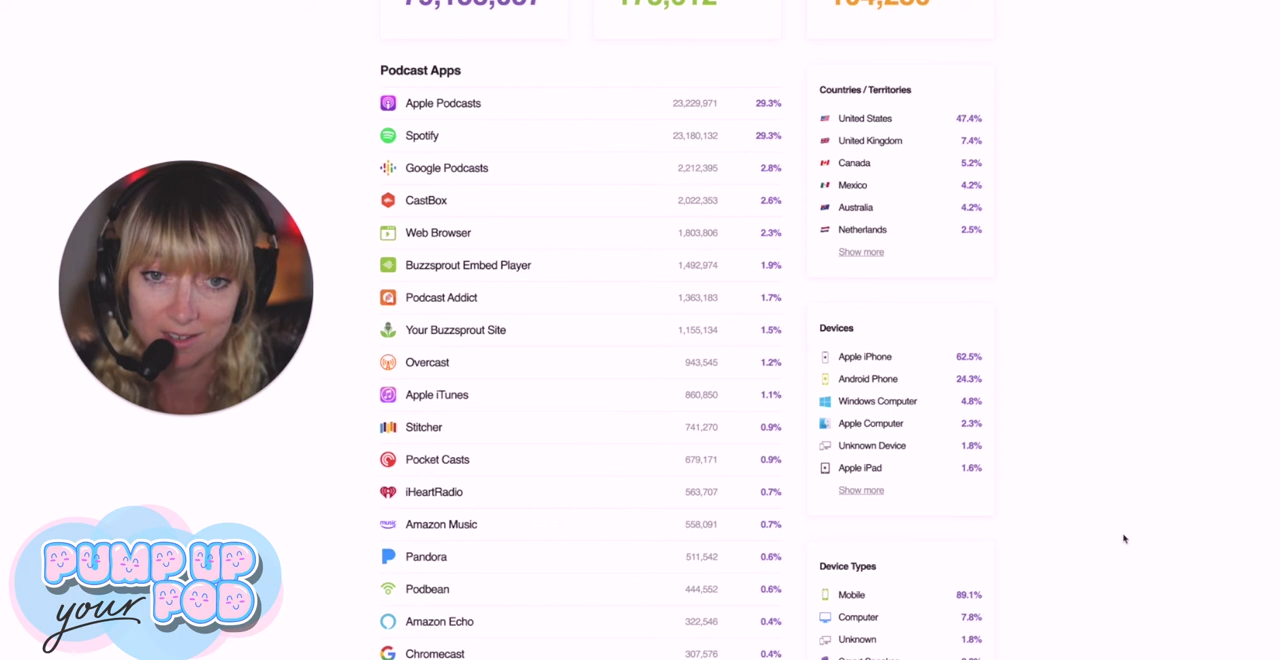 Podcast Apps
Apple Podcasts 23,229,971 29.3%
Spotify 23,180,132 29.3%
Google Podcasts 2,212,395 2.8%
CastBox 2,022,353 2.6%
Web Browser 1,803,806 2.3%
Buzzsprout Embed Player 1,492,974 1.9%
Podcast Addict 1,363,183 1.7%
Your Buzzsprout Site 1,155,134 1.5%
Overcast 943,545 1.2%
Apple iTunes 860,850 1.1%
Stitcher 741,270 0.9%
Pocket Casts 679,171 0.9%
iHeartRadio 563,707 0.7%
Amazon Music 558,091 0.7%
Pandora 511,542 0.6%
Podbean 444,552 0.6%
Amazon Echo 322,546 0.4%
Chromecast 307,576 0.4%
Countries / Territories
United States 47.4%
United Kingdom 7.4%
Canada 5.2%
Mexico 4.2%
Australia 4.2%
Netherlands 2.5%
Show more
Devices
Apple iPhone 62.5%
Android Phone 24.3%
Windows Computer 4.8%
Apple Computer 2.3%
Unknown Device 1.8%
Apple iPad 1.6%
Show more
Device Types
Mobile 89.1%
Computer 7.8%
Unknown 1.8%
PUMP UP
your POD